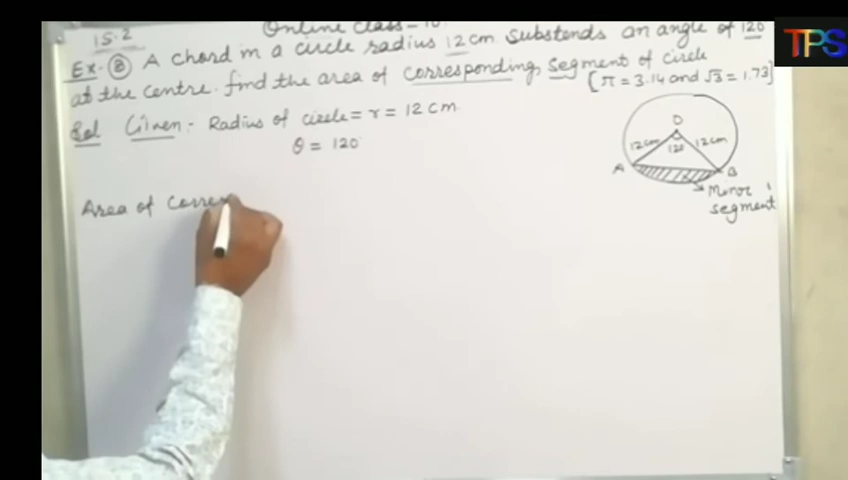 Online Class-10
TPS
15.2
Ex.- 8 A chord in a circle radius 12 cm substends an angle of 120
at the centre. find the area of corresponding segment of circle
[π = 3.14 and √3 = 1.73]
Sol Given:- Radius of circle = r = 12 cm
θ = 120°
O
12cm 120 12cm
A B
Minor
segment
Area of Corres